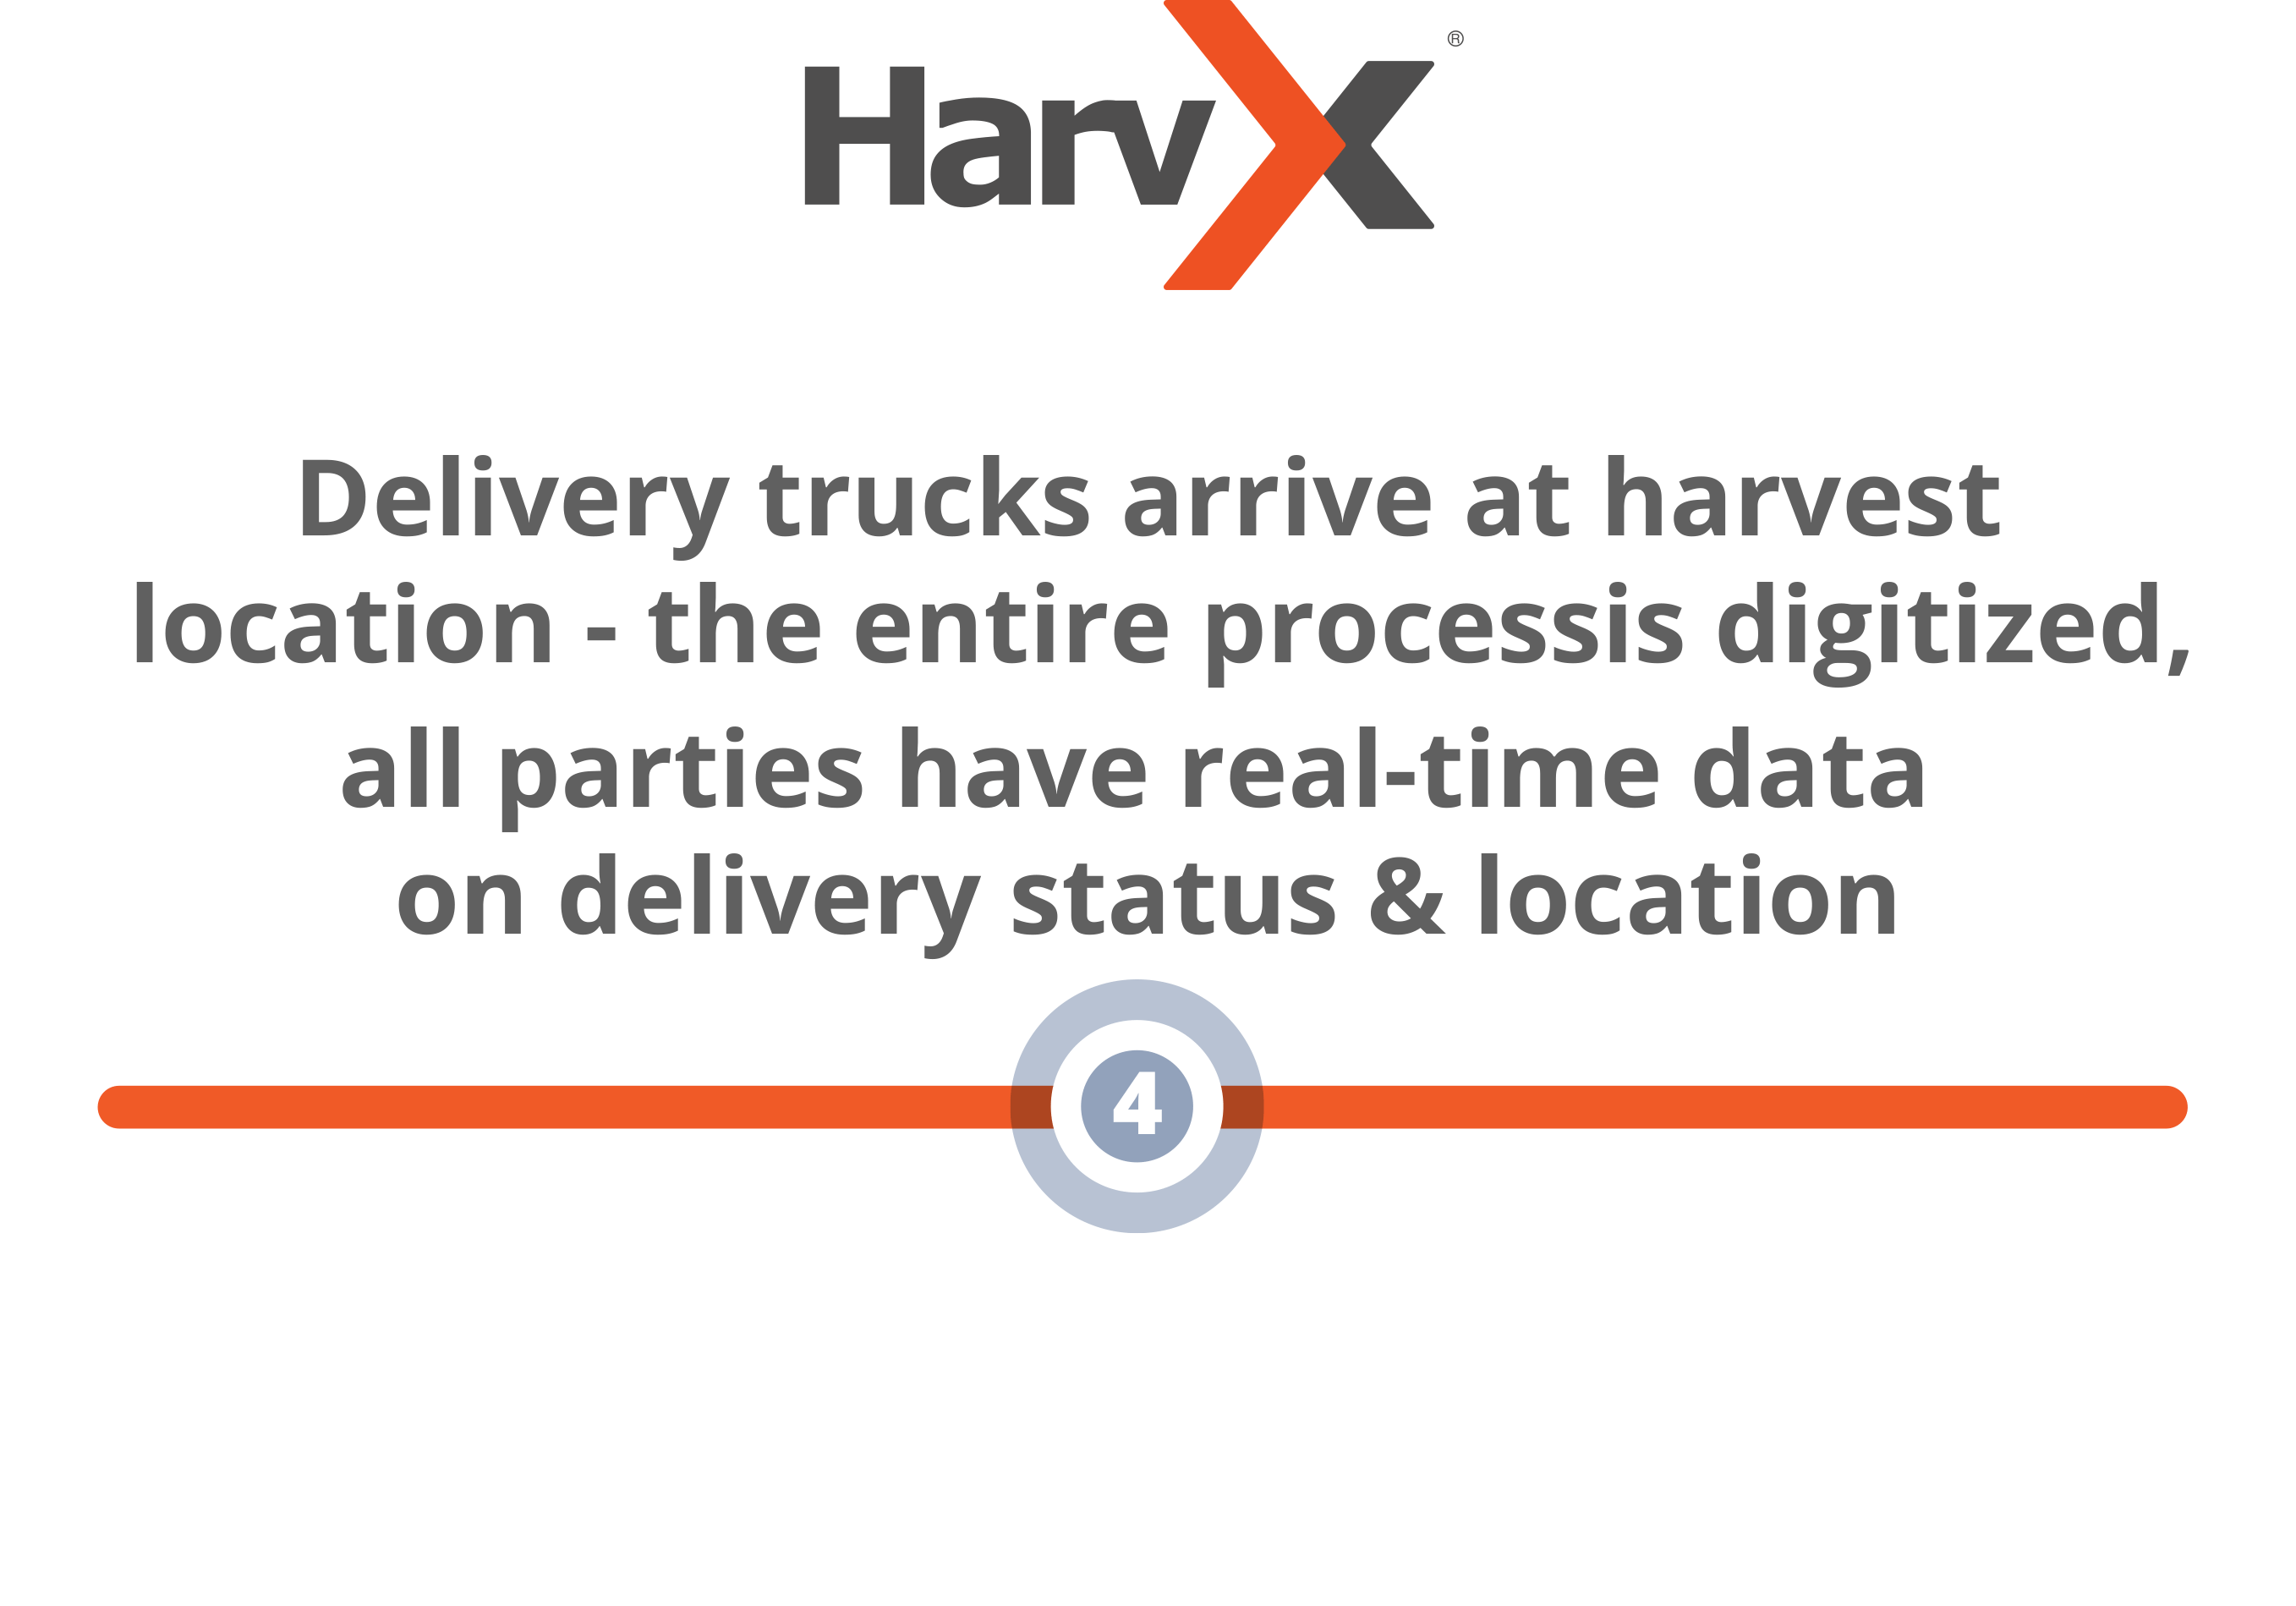 HarvX®
Delivery trucks arrive at harvest
location - the entire processis digitized,
all parties have real-time data
on delivery status & location
4